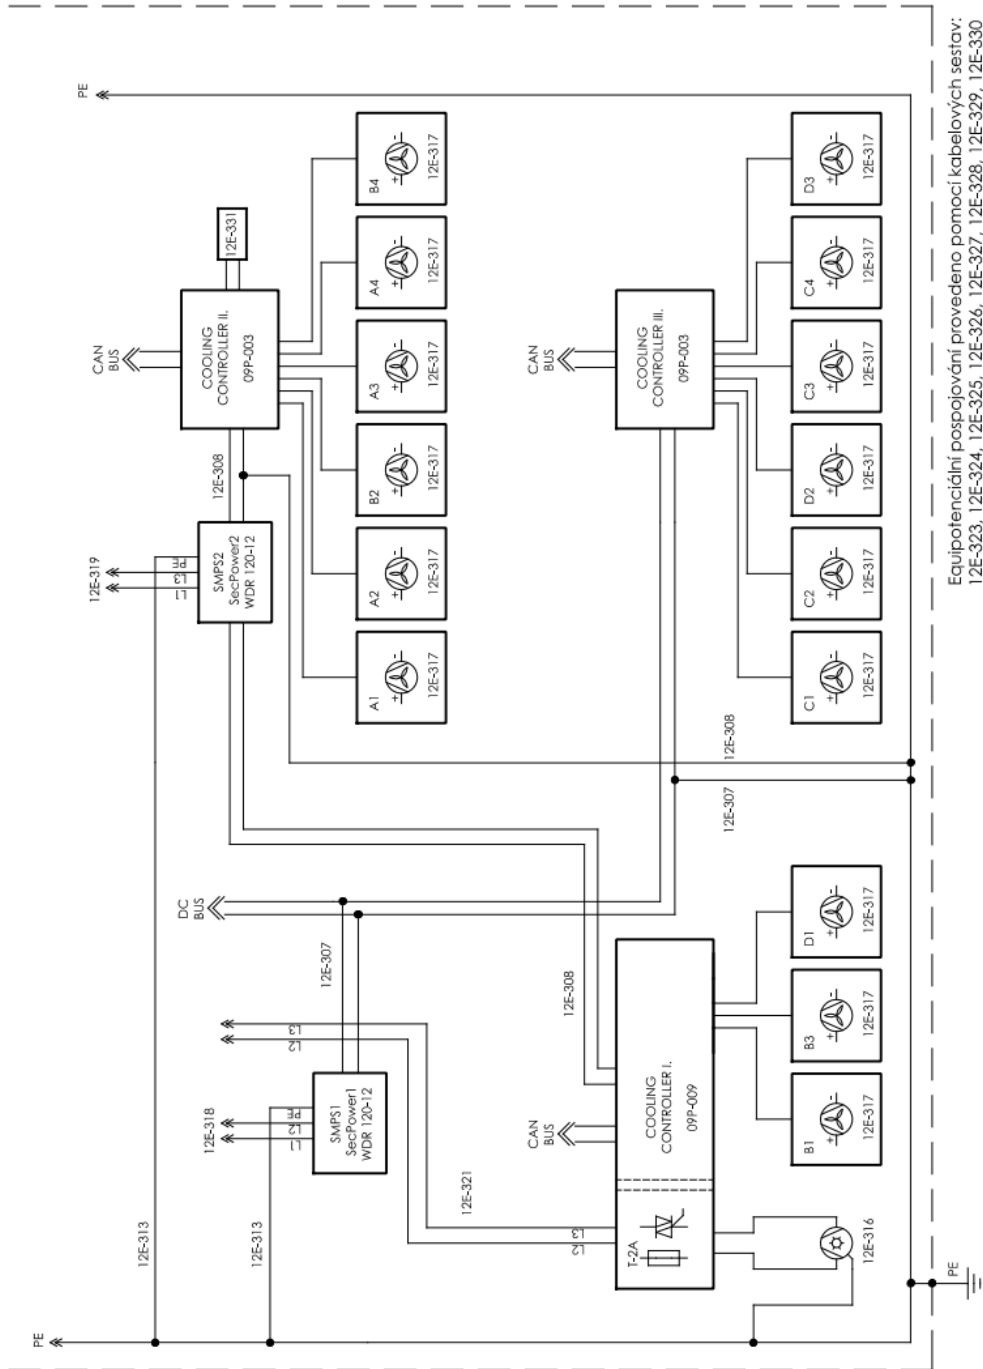 PE
12E-313
12E-313
12E-318
L1
L2
PE
SMPS1
SecPower1
WDR 120-12
12E-307
L2
L3
12E-321
DC
BUS
12E-319
L1
L3
PE
SMPS2
SecPower2
WDR 120-12
12E-308
CAN
BUS
COOLING
CONTROLLER II.
09P-003
12E-331
PE
A1
+
-
12E-317
A2
+
-
12E-317
B2
+
-
12E-317
A3
+
-
12E-317
A4
+
-
12E-317
B4
+
-
12E-317
12E-308
CAN
BUS
L2
L3
T-2A
COOLING
CONTROLLER I.
09P-009
12E-316
B1
+
-
12E-317
B3
+
-
12E-317
D1
+
-
12E-317
12E-307
12E-308
CAN
BUS
COOLING
CONTROLLER III.
09P-003
C1
+
-
12E-317
C2
+
-
12E-317
D2
+
-
12E-317
C3
+
-
12E-317
C4
+
-
12E-317
D3
+
-
12E-317
PE
Equipotenciální pospojování provedeno pomocí kabelových sestav:
12E-323, 12E-324, 12E-325, 12E-326, 12E-327, 12E-328, 12E-329, 12E-330